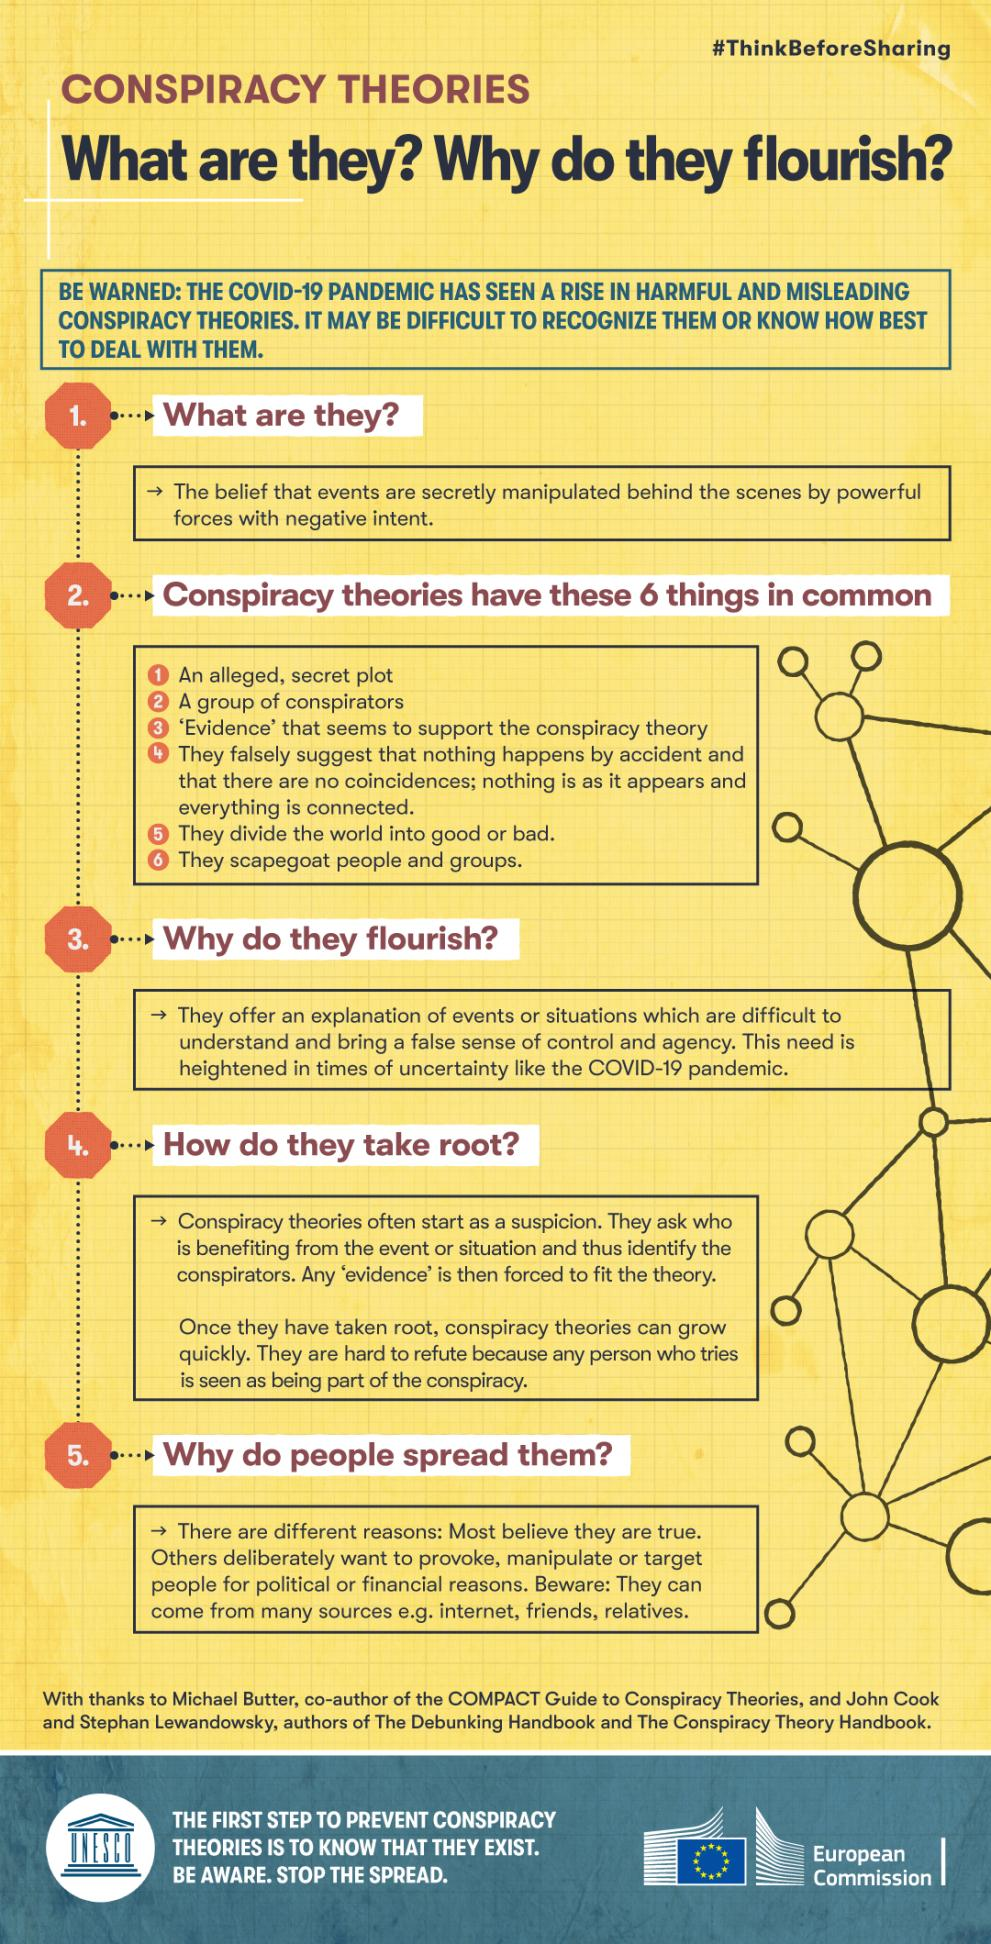 #ThinkBeforeSharing
CONSPIRACY THEORIES
What are they? Why do they flourish?
BE WARNED: THE COVID-19 PANDEMIC HAS SEEN A RISE IN HARMFUL AND MISLEADING
CONSPIRACY THEORIES. IT MAY BE DIFFICULT TO RECOGNIZE THEM OR KNOW HOW BEST
TO DEAL WITH THEM.
1. What are they?
→ The belief that events are secretly manipulated behind the scenes by powerful
forces with negative intent.
2. Conspiracy theories have these 6 things in common
1 An alleged, secret plot
2 A group of conspirators
3 ‘Evidence’ that seems to support the conspiracy theory
4 They falsely suggest that nothing happens by accident and
that there are no coincidences; nothing is as it appears and
everything is connected.
5 They divide the world into good or bad.
6 They scapegoat people and groups.
3. Why do they flourish?
→ They offer an explanation of events or situations which are difficult to
understand and bring a false sense of control and agency. This need is
heightened in times of uncertainty like the COVID-19 pandemic.
4. How do they take root?
→ Conspiracy theories often start as a suspicion. They ask who
is benefiting from the event or situation and thus identify the
conspirators. Any ‘evidence’ is then forced to fit the theory.
Once they have taken root, conspiracy theories can grow
quickly. They are hard to refute because any person who tries
is seen as being part of the conspiracy.
5. Why do people spread them?
→ There are different reasons: Most believe they are true.
Others deliberately want to provoke, manipulate or target
people for political or financial reasons. Beware: They can
come from many sources e.g. internet, friends, relatives.
With thanks to Michael Butter, co-author of the COMPACT Guide to Conspiracy Theories, and John Cook
and Stephan Lewandowsky, authors of The Debunking Handbook and The Conspiracy Theory Handbook.
UNESCO
THE FIRST STEP TO PREVENT CONSPIRACY
THEORIES IS TO KNOW THAT THEY EXIST.
BE AWARE. STOP THE SPREAD.
European
Commission